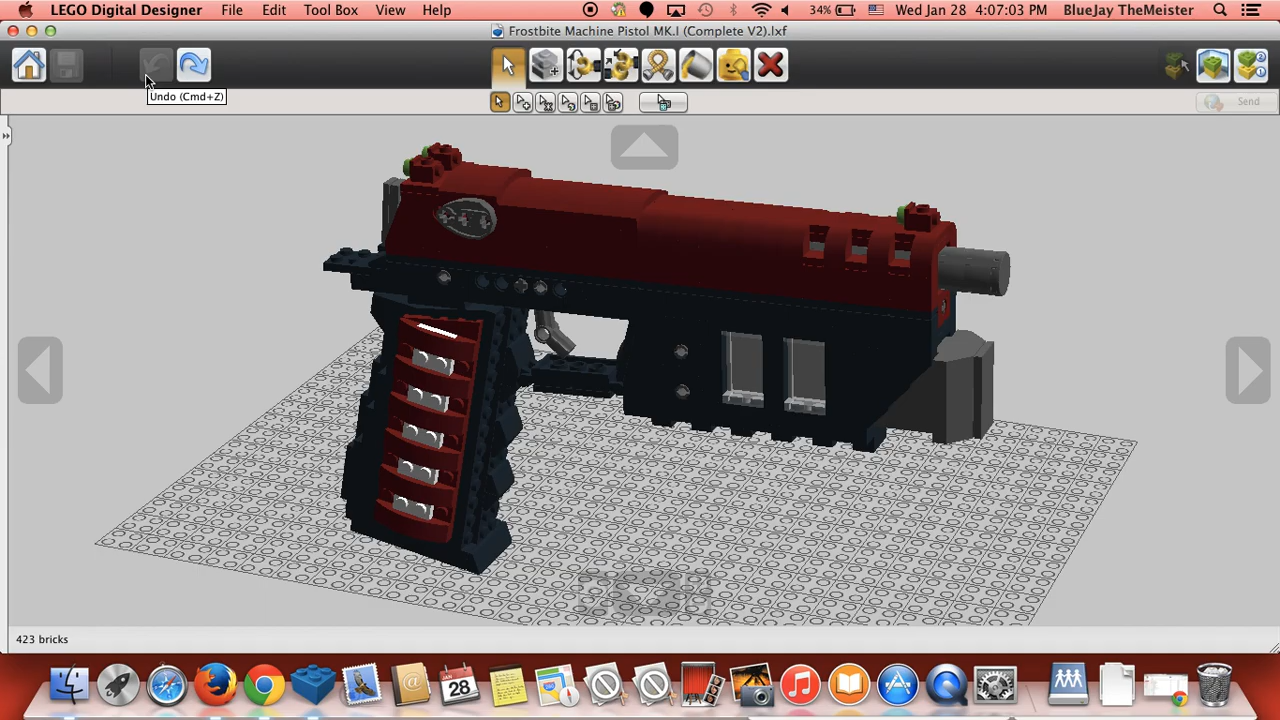 LEGO Digital Designer File Edit Tool Box View Help 34% Wed Jan 28 4:07:03 PM BlueJay TheMeister
Frostbite Machine Pistol MK.I (Complete V2).lxf
Undo (Cmd+Z)
Send
423 bricks
28